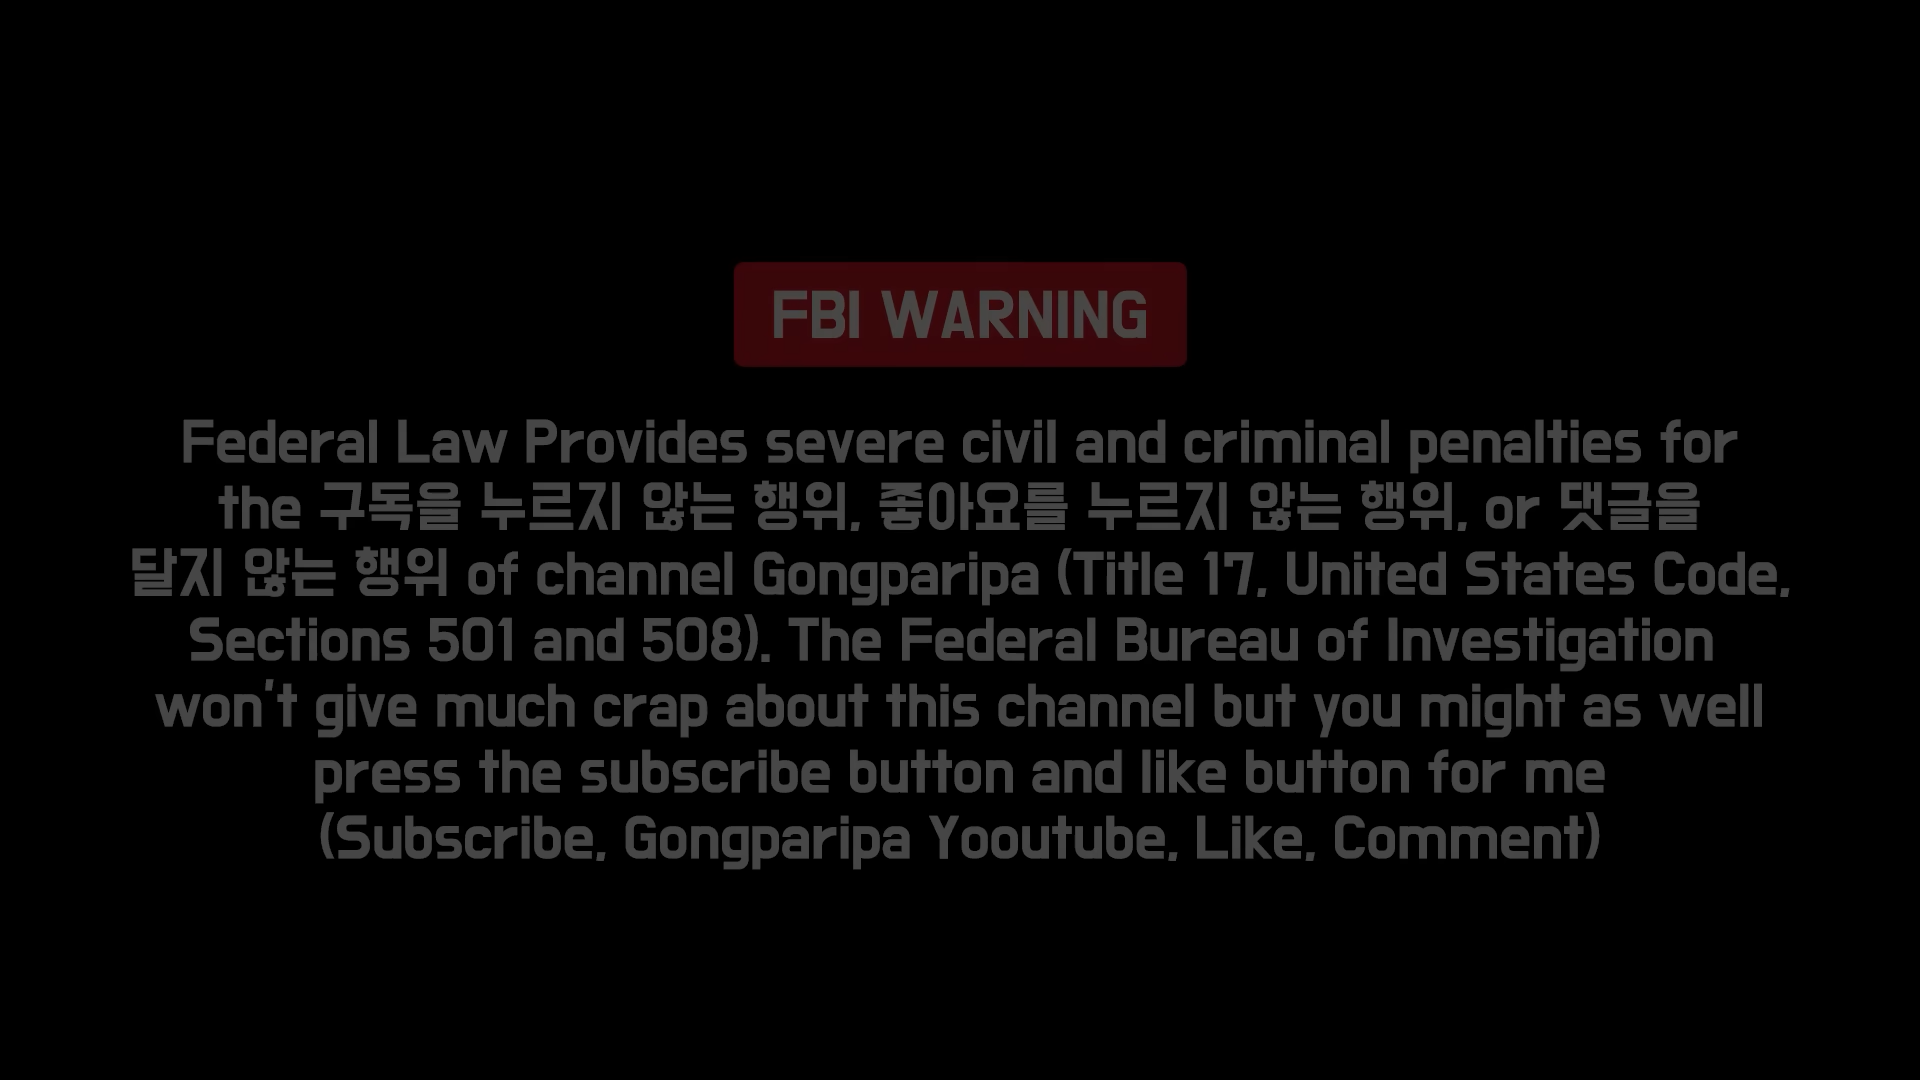 FBI WARNING
Federal Law Provides severe civil and criminal penalties for
the 구독을 누르지 않는 행위, 좋아요를 누르지 않는 행위, or 댓글을
달지 않는 행위 of channel Gongparipa (Title 17, United States Code,
Sections 501 and 508). The Federal Bureau of Investigation
won't give much crap about this channel but you might as well
press the subscribe button and like button for me
(Subscribe, Gongparipa Yooutube, Like, Comment)